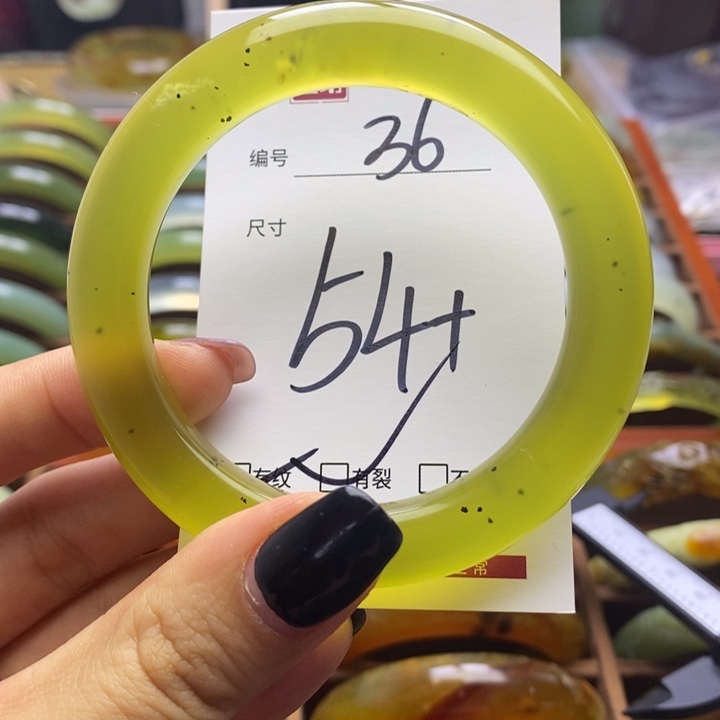 编号 36
尺寸 54+
有纹 有裂